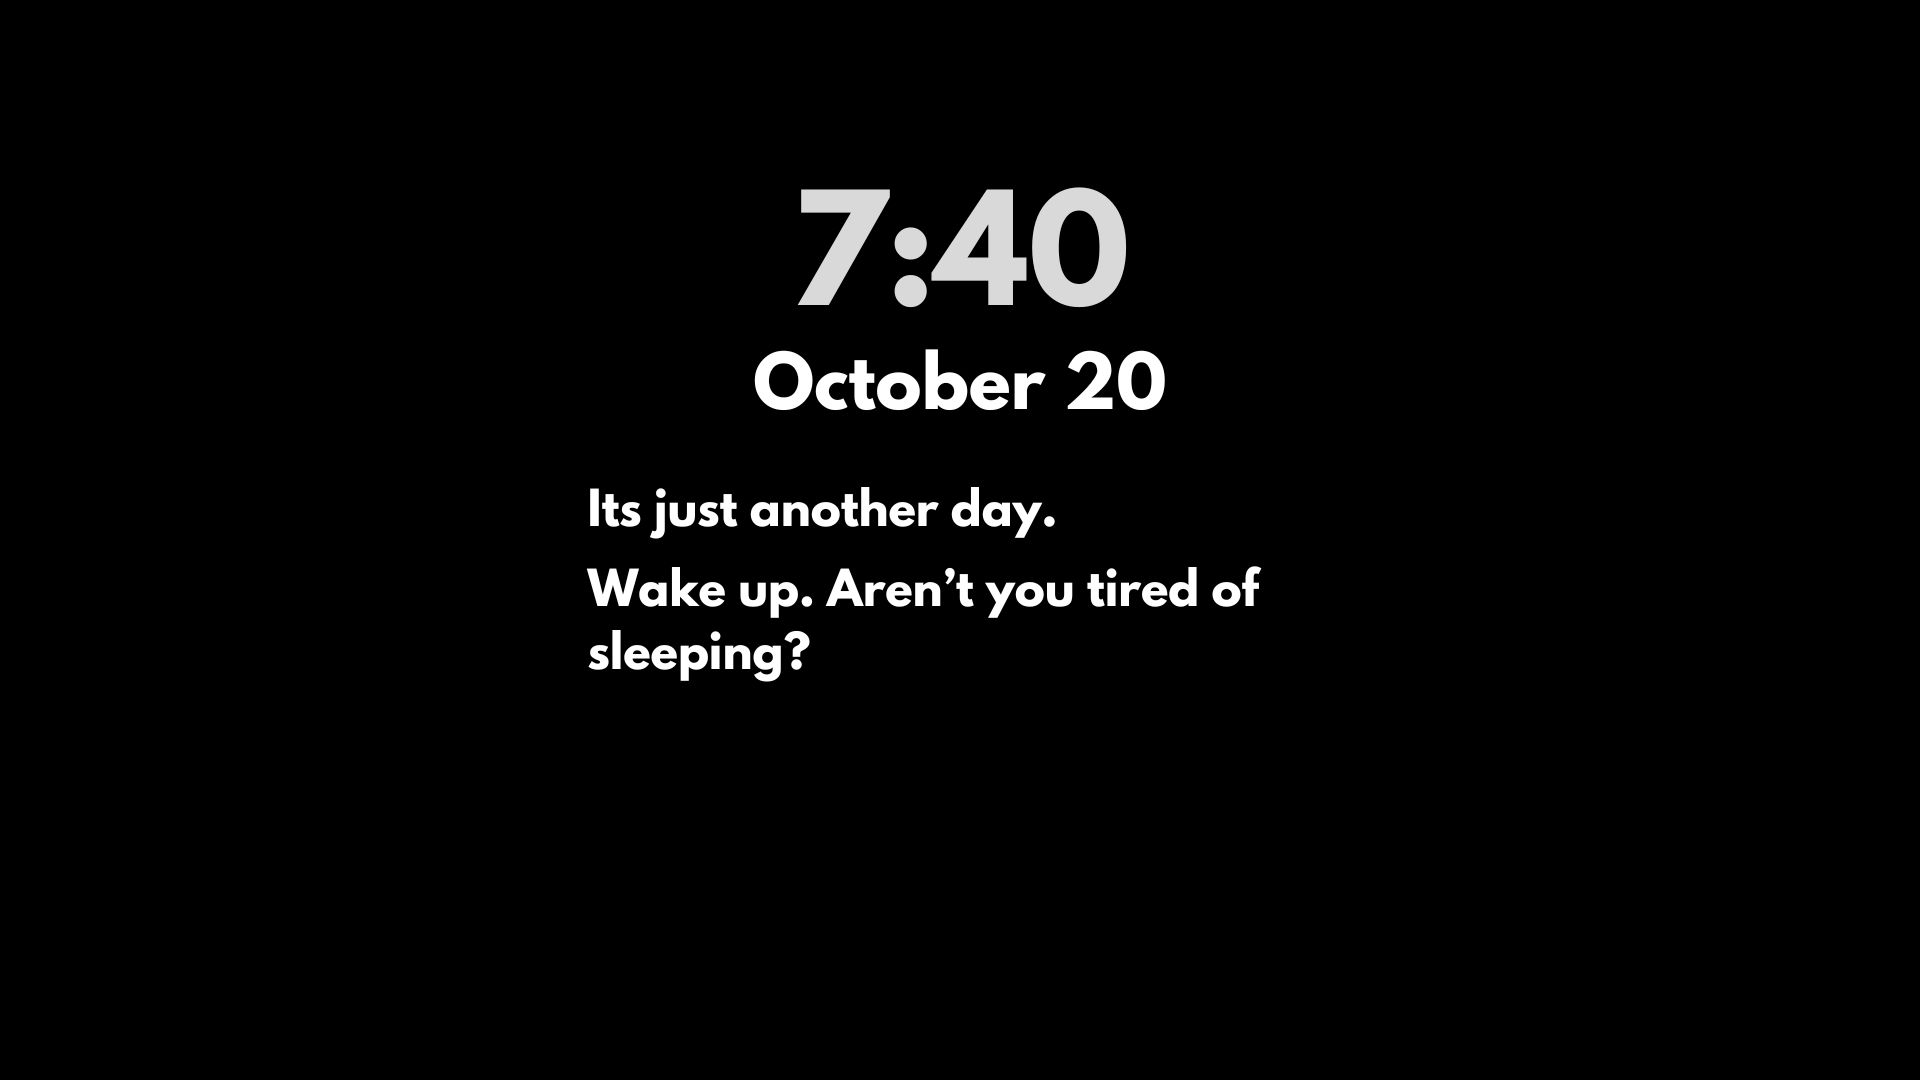 7:40
October 20
Its just another day.
Wake up. Aren’t you tired of
sleeping?